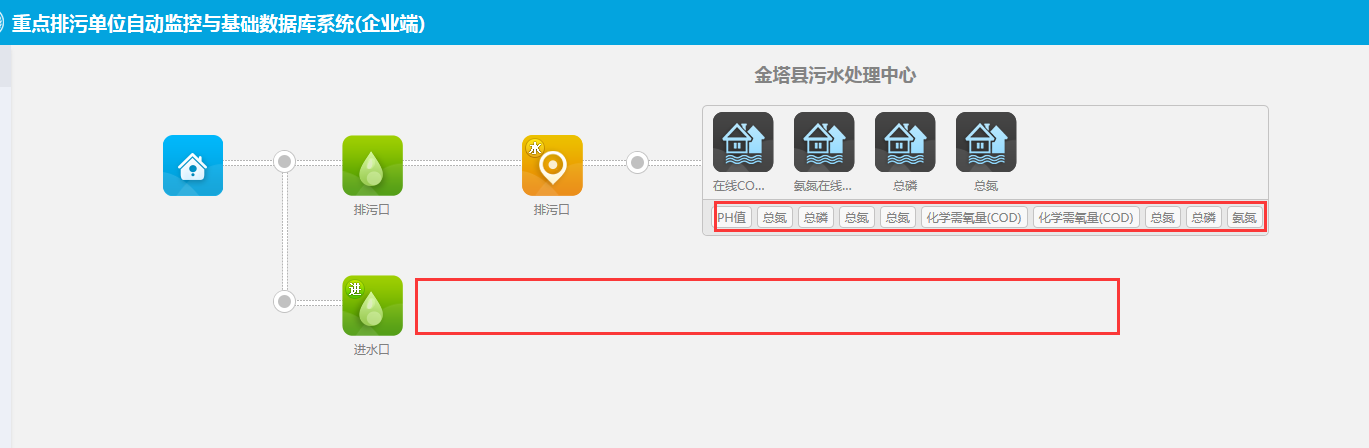 重点排污单位自动监控与基础数据库系统(企业端)
金塔县污水处理中心
水
在线CO... 氨氮在线... 总磷 总氮
排污口 排污口
PH值 总氮 总磷 总氮 总氮 化学需氧量(COD) 化学需氧量(COD) 总氮 总磷 氨氮
进
进水口